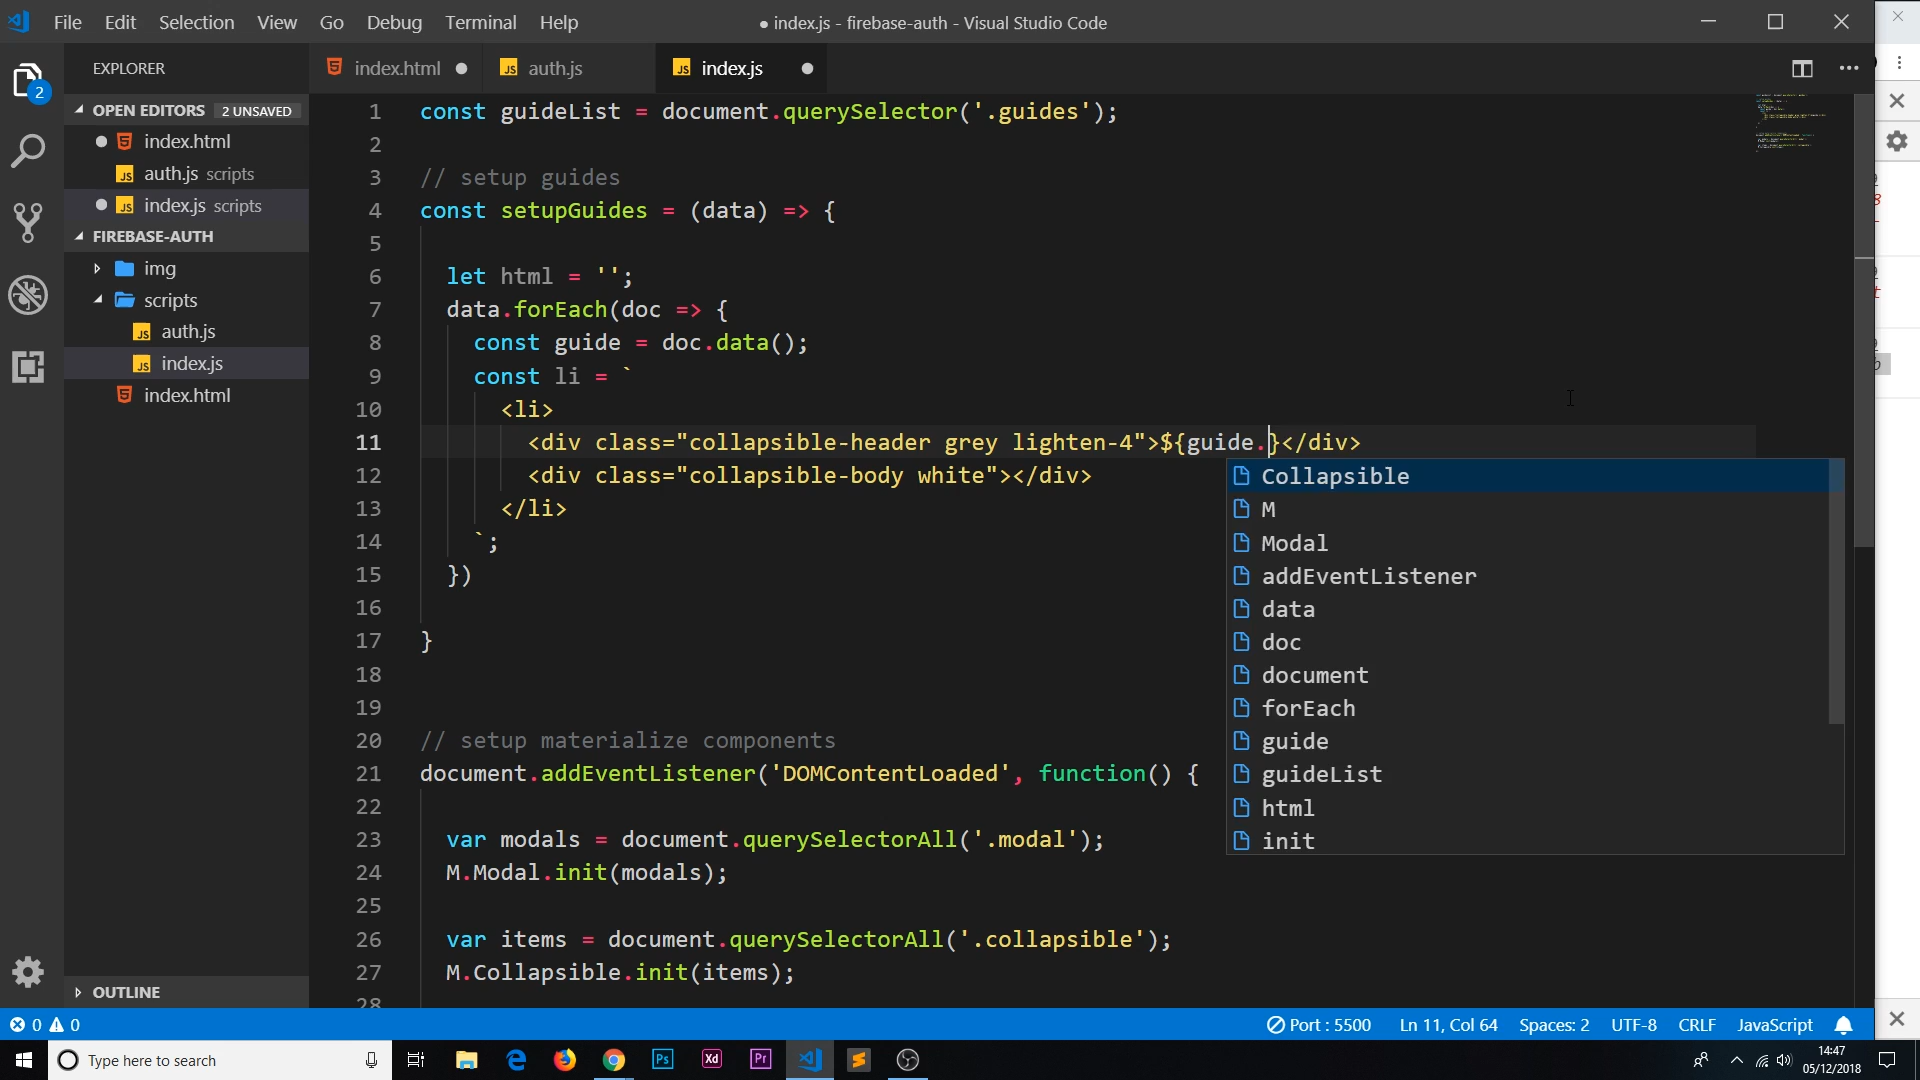 File Edit Selection View Go Debug Terminal Help
● index.js - firebase-auth - Visual Studio Code
EXPLORER
index.html ●
auth.js
index.js ●
2
OPEN EDITORS 2 UNSAVED
index.html
auth.js scripts
index.js scripts
FIREBASE-AUTH
img
scripts
auth.js
index.js
index.html
OUTLINE
1 const guideList = document.querySelector('.guides');
2
3 // setup guides
4 const setupGuides = (data) => {
5
6 let html = '';
7 data.forEach(doc => {
8 const guide = doc.data();
9 const li = `
10 <li>
11 <div class="collapsible-header grey lighten-4">${guide.}</div>
12 <div class="collapsible-body white"></div>
13 </li>
14 `;
15 })
16
17 }
18
19
20 // setup materialize components
21 document.addEventListener('DOMContentLoaded', function() {
22
23 var modals = document.querySelectorAll('.modal');
24 M.Modal.init(modals);
25
26 var items = document.querySelectorAll('.collapsible');
27 M.Collapsible.init(items);
28
Collapsible
M
Modal
addEventListener
data
doc
document
forEach
guide
guideList
html
init
0 0
Port : 5500
Ln 11, Col 64
Spaces: 2
UTF-8
CRLF
JavaScript
Type here to search
Ps
Xd
Pr
14:47
05/12/2018